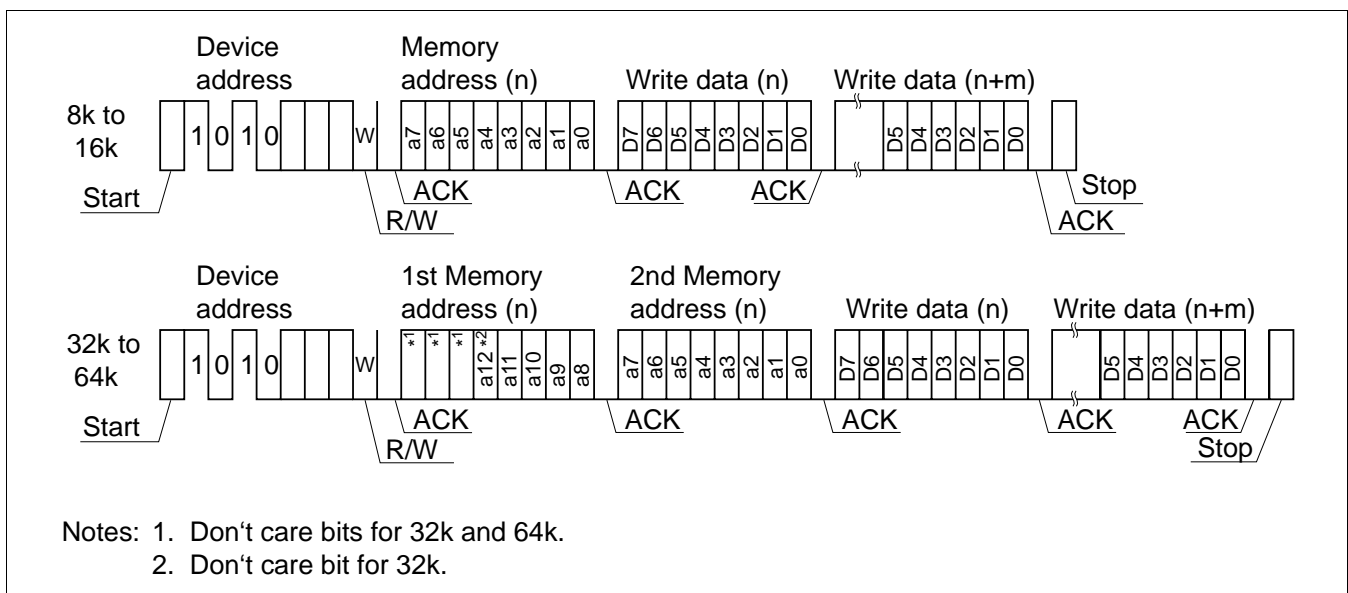 Device address
Memory address (n)
Write data (n)
Write data (n+m)
8k to 16k
1 0 1 0 W
a7 a6 a5 a4 a3 a2 a1 a0
D7 D6 D5 D4 D3 D2 D1 D0
D5 D4 D3 D2 D1 D0
Start
R/W
ACK
ACK
ACK
ACK
Stop
Device address
1st Memory address (n)
2nd Memory address (n)
Write data (n)
Write data (n+m)
32k to 64k
1 0 1 0 W
*1 *1 *1 a12*2 a11 a10 a9 a8
a7 a6 a5 a4 a3 a2 a1 a0
D7 D6 D5 D4 D3 D2 D1 D0
D5 D4 D3 D2 D1 D0
Start
R/W
ACK
ACK
ACK
ACK
ACK
Stop
Notes: 1. Don‘t care bits for 32k and 64k.
2. Don‘t care bit for 32k.